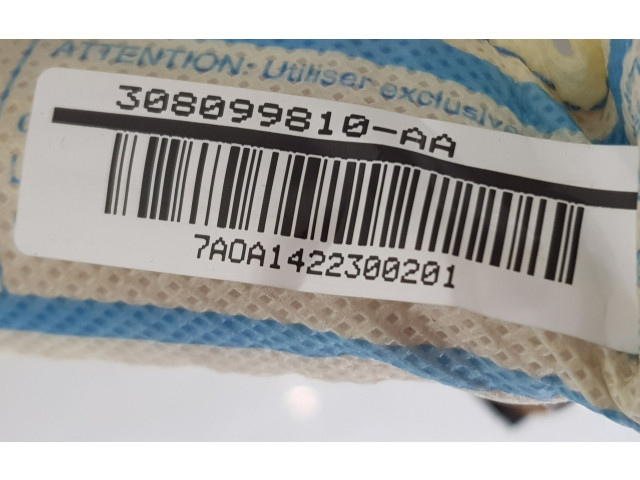 ATTENTION: Utiliser exclusive
308099810-AA
7A0A1422300201